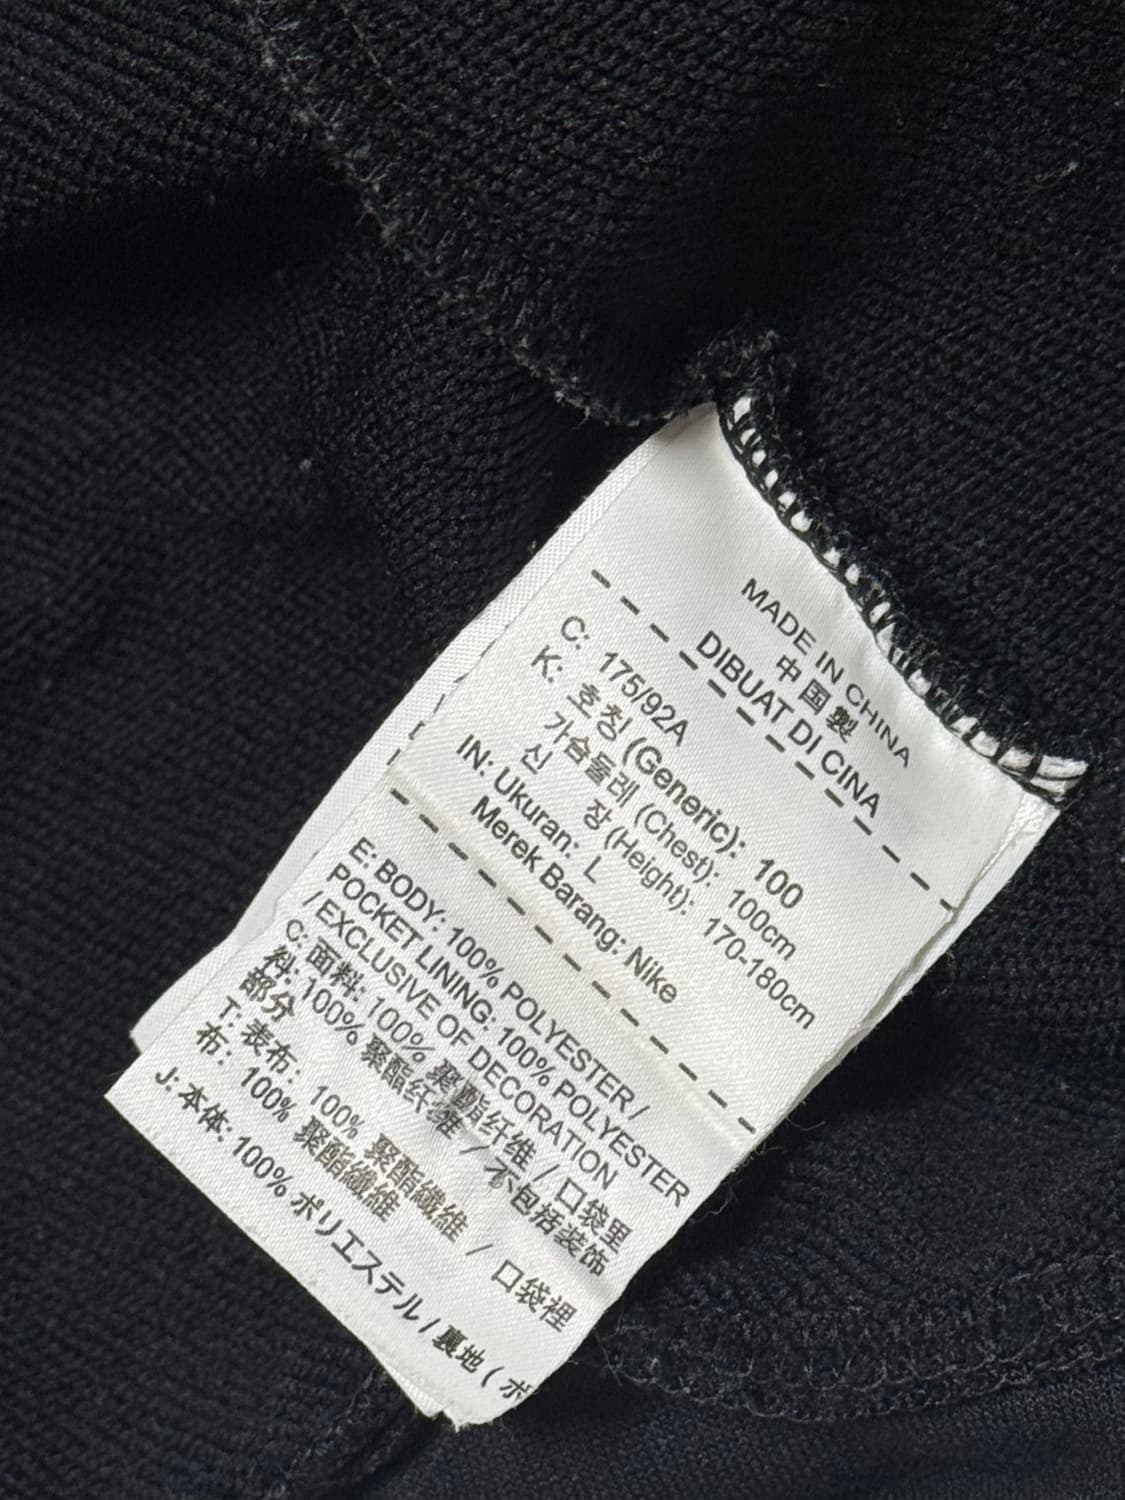 MADE IN CHINA
中国製
DIBUAT DI CINA
C: 175/92A
K: 호칭 (Generic): 100
가슴둘레 (Chest): 100cm
신 장 (Height): 170-180cm
IN: Ukuran: L
Merek Barang: Nike
E: BODY: 100% POLYESTER /
POCKET LINING: 100% POLYESTER
/ EXCLUSIVE OF DECORATION
C: 面料: 100% 聚酯纤维 / 口袋里
料: 100% 聚酯纤维 / 不包括装饰
部分
T: 表布: 100% 聚酯纖維 / 口袋裡
布: 100% 聚酯纖維
J: 本体: 100% ポリエステル / 裏地 ( ポ